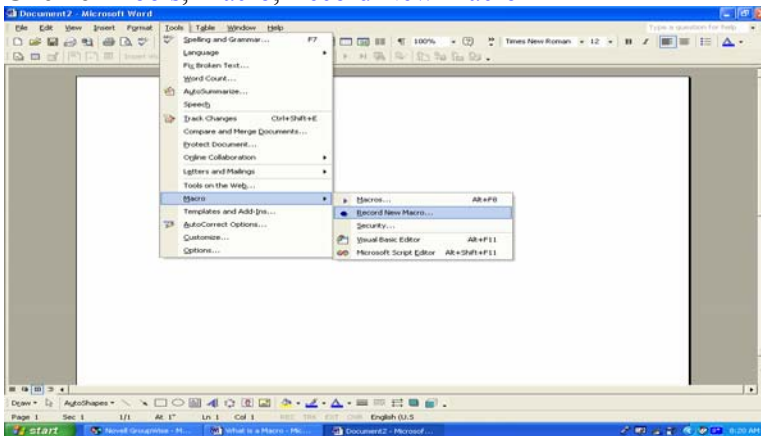 Document2 - Microsoft Word
File Edit View Insert Format Tools Table Window Help
Type a question for help
100%
Times New Roman 12 B I
Spelling and Grammar... F7
Language
Fix Broken Text...
Word Count...
AutoSummarize...
Speech
Track Changes Ctrl+Shift+E
Compare and Merge Documents...
Protect Document...
Online Collaboration
Letters and Mailings
Tools on the Web...
Macro
Macros... Alt+F8
Templates and Add-Ins...
Record New Macro...
AutoCorrect Options...
Security...
Customize...
Visual Basic Editor Alt+F11
Options...
Microsoft Script Editor Alt+Shift+F11
Draw AutoShapes
Page 1 Sec 1 1/1 At 1" Ln 1 Col 1 REC TRK EXT OVR English (U.S
start Novell GroupWise - M... What is a Macro - Mic... Document2 - Microsof... 8:20 AM